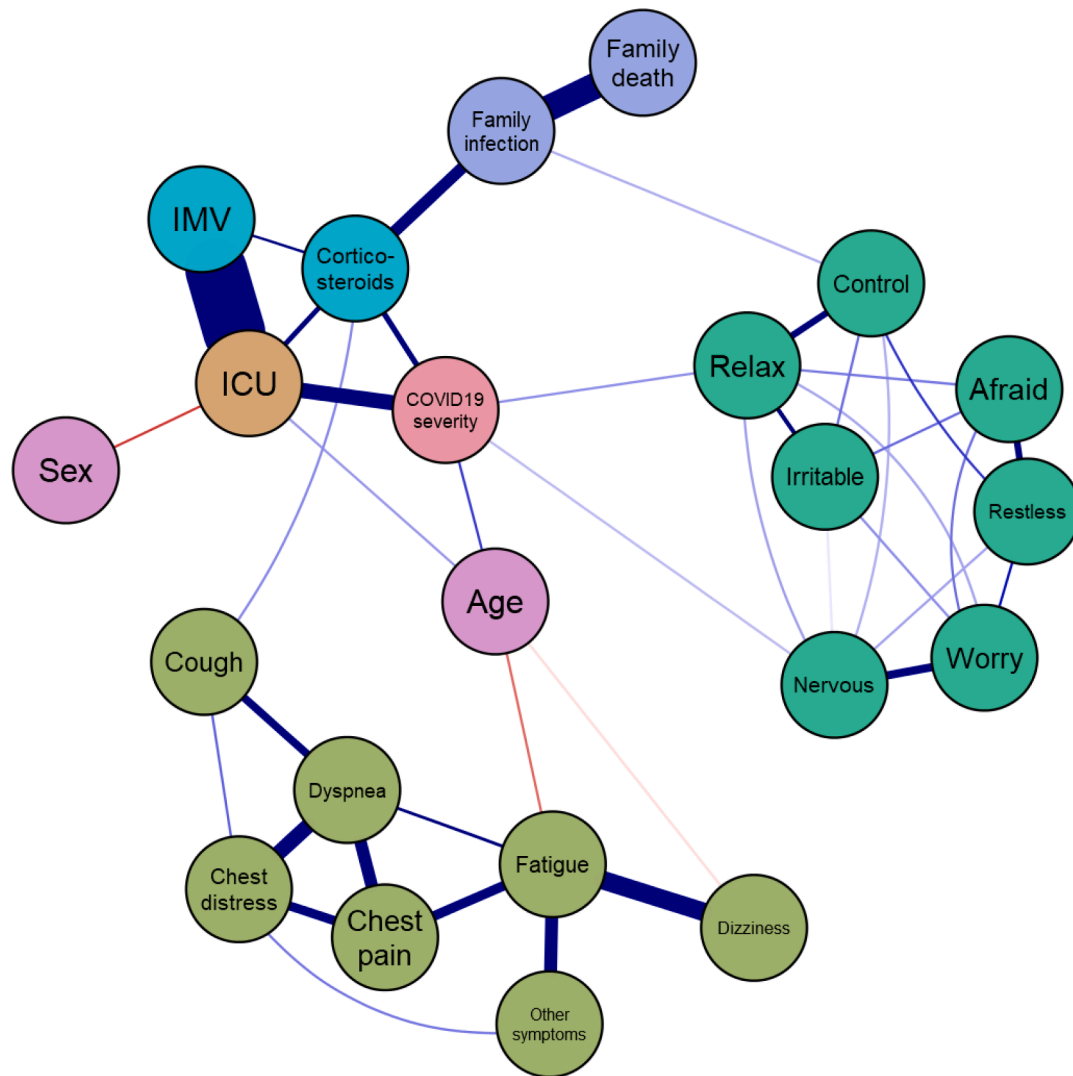 Family
death
Family
infection
IMV
Cortico-
steroids
Control
Relax
Afraid
ICU
COVID19
severity
Sex
Irritable
Restless
Age
Cough
Worry
Nervous
Dyspnea
Fatigue
Chest
distress
Chest
pain
Dizziness
Other
symptoms